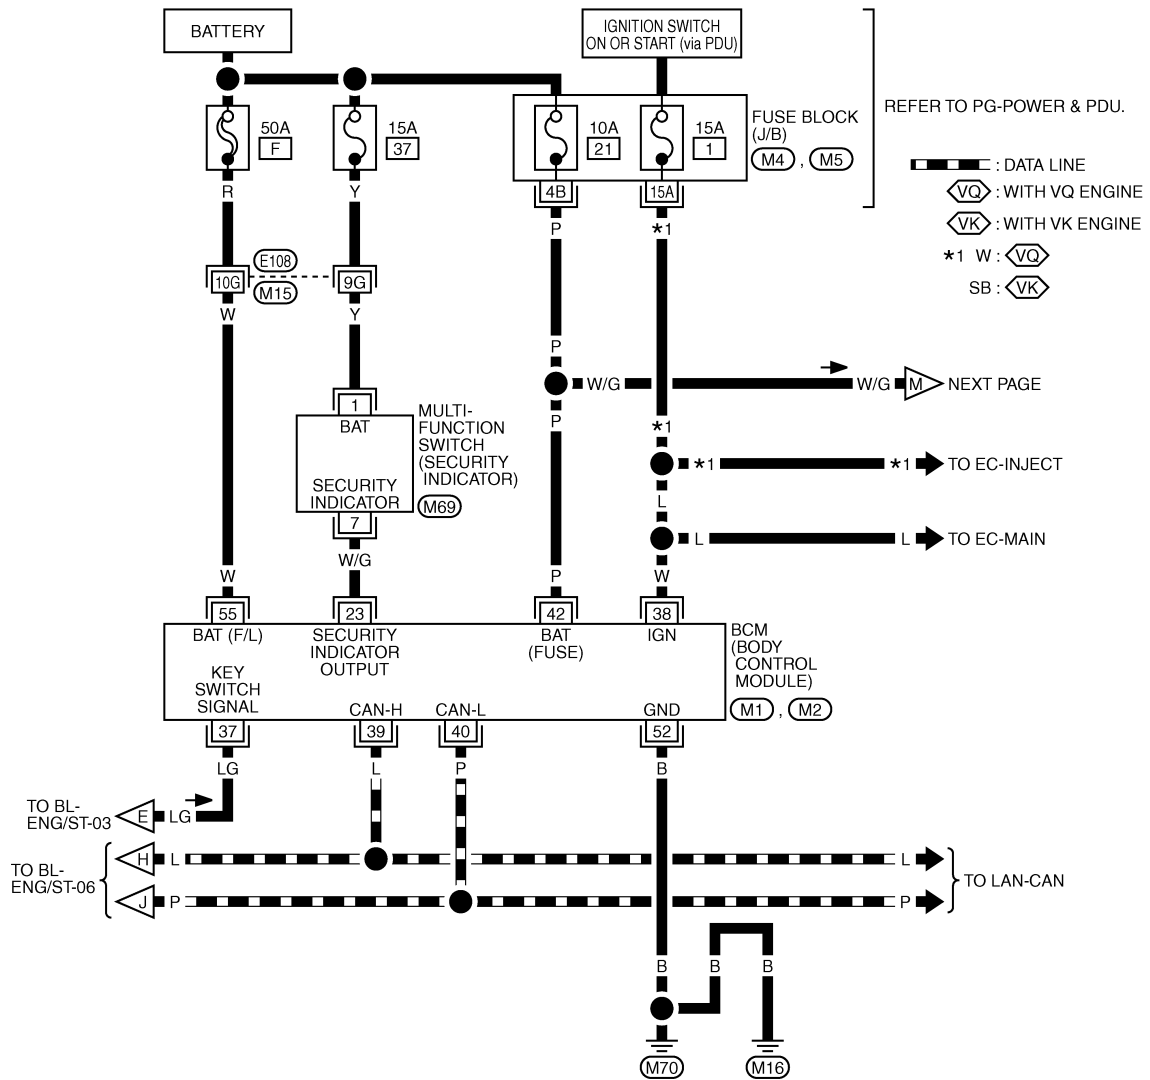 BATTERY
IGNITION SWITCH
ON OR START (via PDU)
50A
F
15A
37
10A
21
15A
1
FUSE BLOCK
(J/B)
M4 , M5
REFER TO PG-POWER & PDU.
: DATA LINE
VQ : WITH VQ ENGINE
VK : WITH VK ENGINE
*1 W : VQ
SB : VK
4B
15A
R
Y
P
*1
10G
E108
M15
9G
W
Y
P
W/G
W/G
M
NEXT PAGE
P
*1
1
BAT
SECURITY
INDICATOR
7
MULTI-
FUNCTION
SWITCH
(SECURITY
INDICATOR)
M69
*1
*1
TO EC-INJECT
L
L
L
TO EC-MAIN
W/G
W
P
W
55
23
42
38
BAT (F/L)
SECURITY
INDICATOR
OUTPUT
BAT
(FUSE)
IGN
BCM
(BODY
CONTROL
MODULE)
M1 , M2
KEY
SWITCH
SIGNAL
CAN-H
CAN-L
GND
37
39
40
52
LG
L
P
B
TO BL-
ENG/ST-03
E
LG
TO BL-
ENG/ST-06
H
L
L
J
P
P
TO LAN-CAN
B
B
B
M70
M16